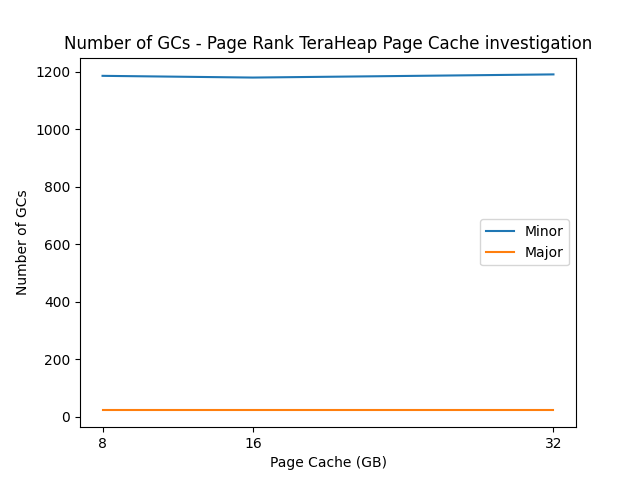 Number of GCs - Page Rank TeraHeap Page Cache investigation
Number of GCs
1200
1000
800
600
400
200
0
Minor
Major
8
16
32
Page Cache (GB)